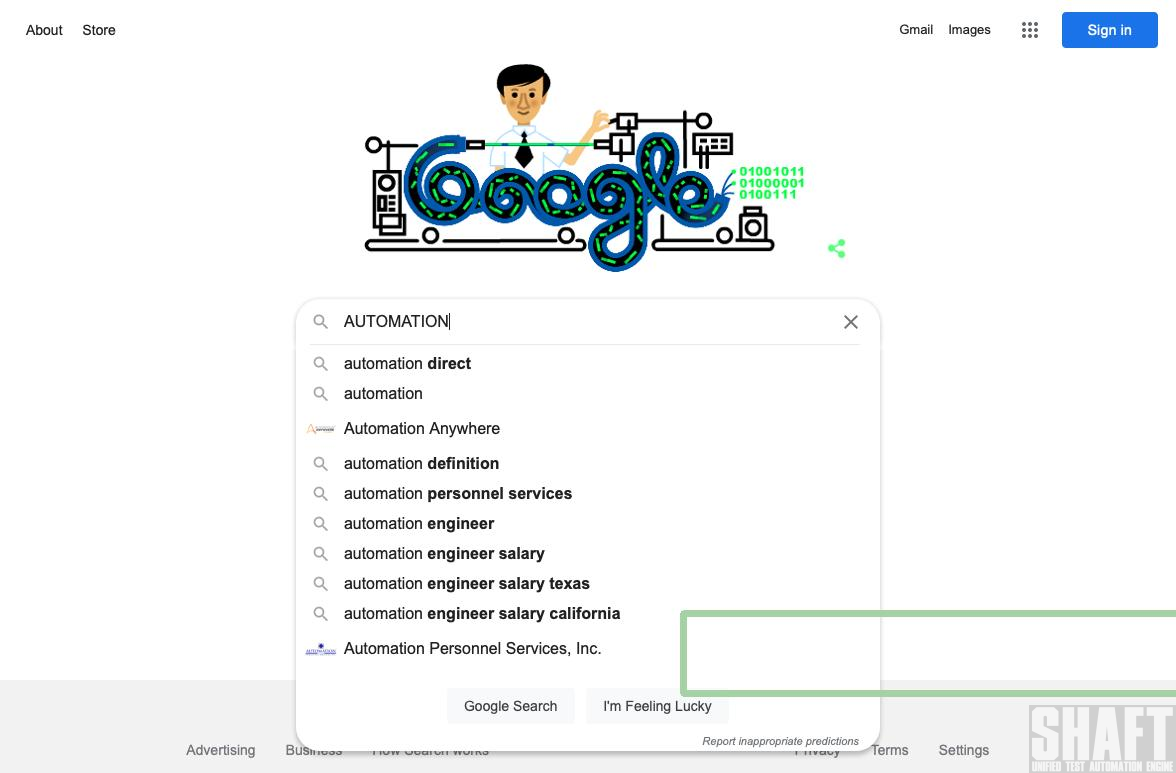 About Store Gmail Images Sign in
01001011
01000001
0100111
AUTOMATION
automation direct
automation
Automation Anywhere
automation definition
automation personnel services
automation engineer
automation engineer salary
automation engineer salary texas
automation engineer salary california
AUTOMATION Automation Personnel Services, Inc.
Google Search I'm Feeling Lucky
Report inappropriate predictions
Advertising Business How Search works Privacy Terms Settings
SHAFT
UNIFIED TEST AUTOMATION ENGINE